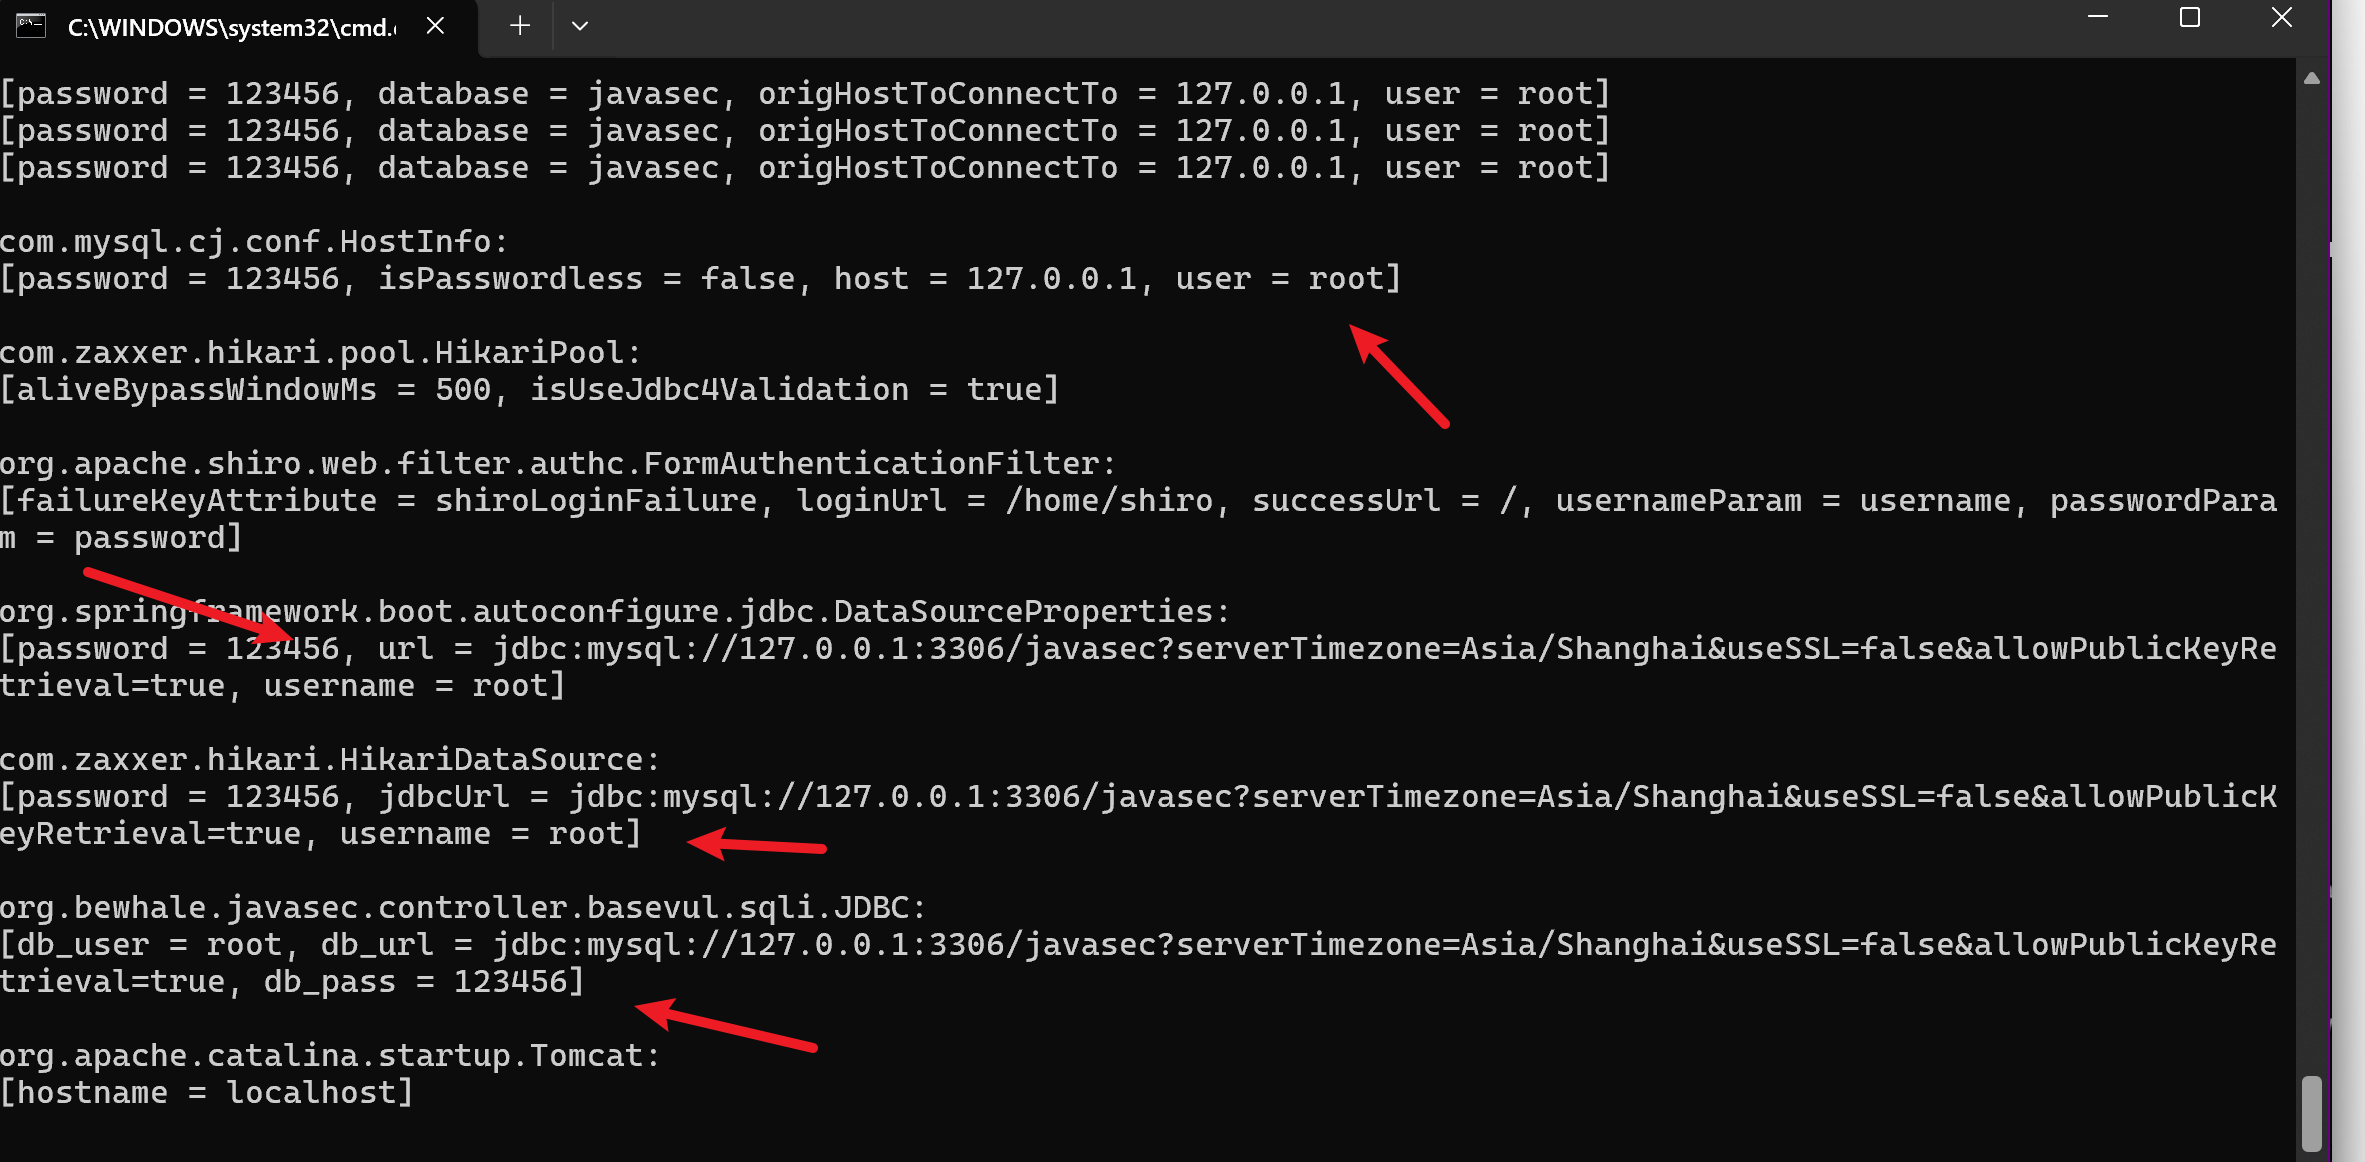 C:\WINDOWS\system32\cmd.
[password = 123456, database = javasec, origHostToConnectTo = 127.0.0.1, user = root]
[password = 123456, database = javasec, origHostToConnectTo = 127.0.0.1, user = root]
[password = 123456, database = javasec, origHostToConnectTo = 127.0.0.1, user = root]
com.mysql.cj.conf.HostInfo:
[password = 123456, isPasswordless = false, host = 127.0.0.1, user = root]
com.zaxxer.hikari.pool.HikariPool:
[aliveBypassWindowMs = 500, isUseJdbc4Validation = true]
org.apache.shiro.web.filter.authc.FormAuthenticationFilter:
[failureKeyAttribute = shiroLoginFailure, loginUrl = /home/shiro, successUrl = /, usernameParam = username, passwordPara
m = password]
org.springframework.boot.autoconfigure.jdbc.DataSourceProperties:
[password = 123456, url = jdbc:mysql://127.0.0.1:3306/javasec?serverTimezone=Asia/Shanghai&useSSL=false&allowPublicKeyRe
trieval=true, username = root]
com.zaxxer.hikari.HikariDataSource:
[password = 123456, jdbcUrl = jdbc:mysql://127.0.0.1:3306/javasec?serverTimezone=Asia/Shanghai&useSSL=false&allowPublicK
eyRetrieval=true, username = root]
org.bewhale.javasec.controller.basevul.sqli.JDBC:
[db_user = root, db_url = jdbc:mysql://127.0.0.1:3306/javasec?serverTimezone=Asia/Shanghai&useSSL=false&allowPublicKeyRe
trieval=true, db_pass = 123456]
org.apache.catalina.startup.Tomcat:
[hostname = localhost]